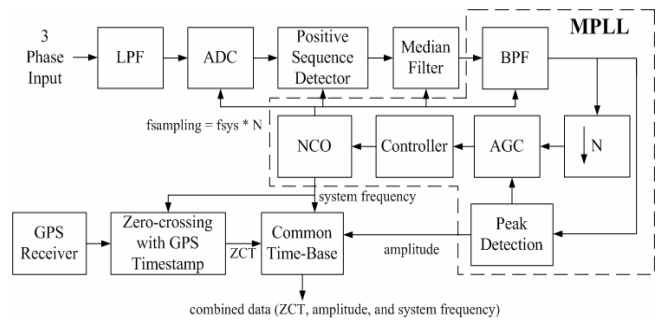 MPLL
3
Phase
Input
LPF
ADC
Positive
Sequence
Detector
Median
Filter
BPF
fsampling = fsys * N
NCO
Controller
AGC
↓ N
system frequency
GPS
Receiver
Zero-crossing
with GPS
Timestamp
ZCT
Common
Time-Base
amplitude
Peak
Detection
combined data (ZCT, amplitude, and system frequency)